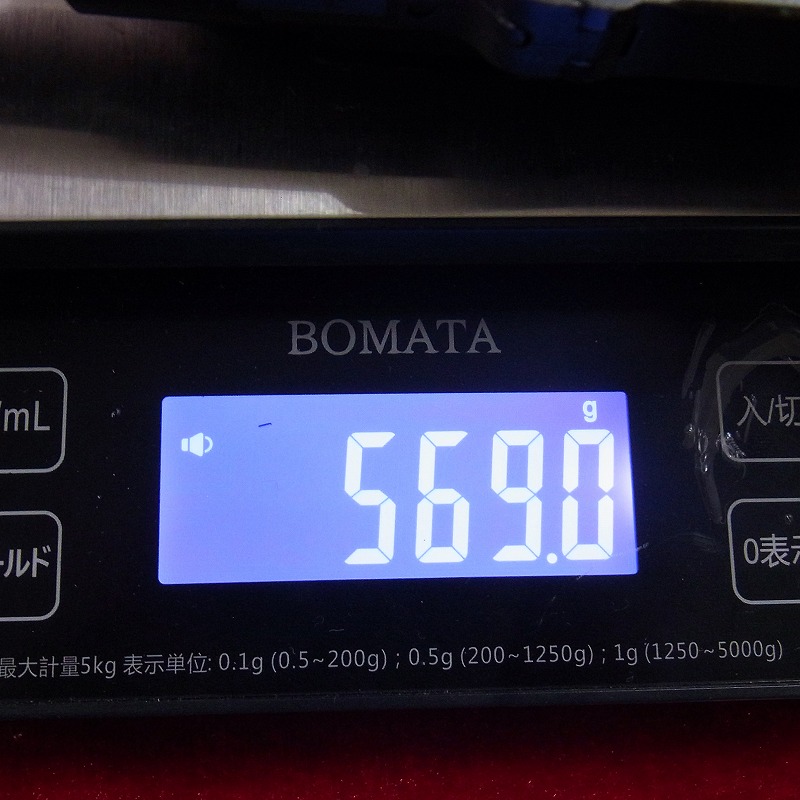 BOMATA
/mL
g
入/切
569.0
ールド
0表示
最大計量5kg 表示単位: 0.1g (0.5~200g) ; 0.5g (200~1250g) ; 1g (1250~5000g)